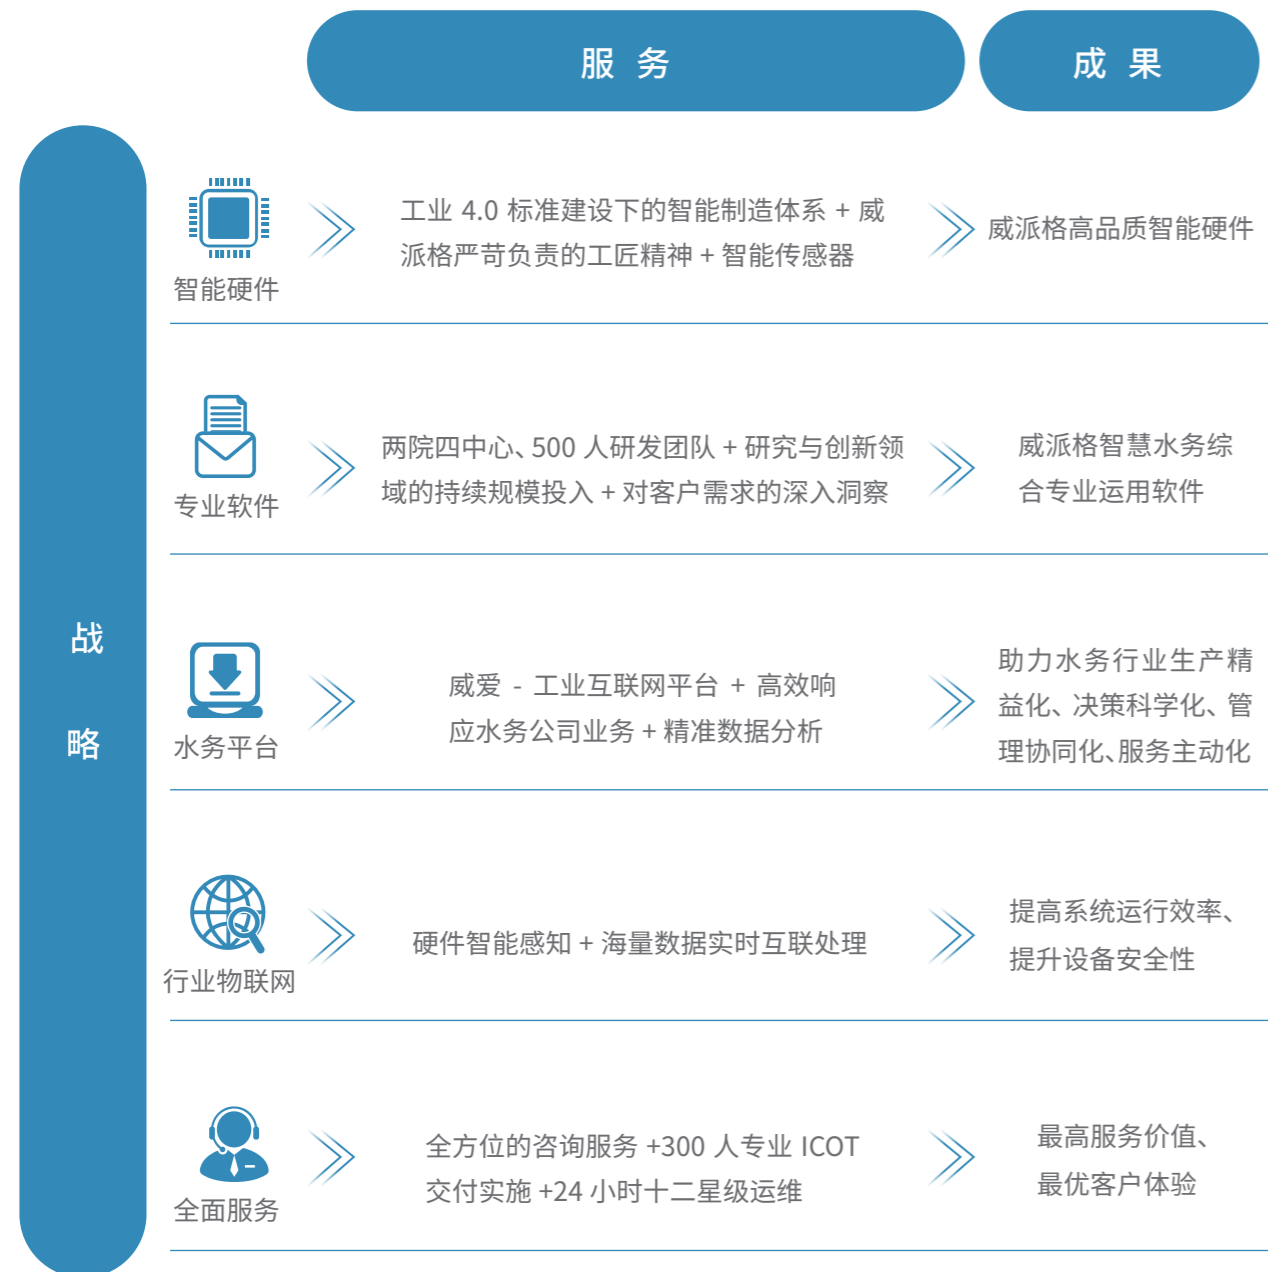 服 务
成 果
战
略
智能硬件
工业 4.0 标准建设下的智能制造体系 + 威
派格严苛负责的工匠精神 + 智能传感器
威派格高品质智能硬件
专业软件
两院四中心、500 人研发团队 + 研究与创新领
域的持续规模投入 + 对客户需求的深入洞察
威派格智慧水务综
合专业运用软件
水务平台
威爱 - 工业互联网平台 + 高效响
应水务公司业务 + 精准数据分析
助力水务行业生产精
益化、决策科学化、管
理协同化、服务主动化
行业物联网
硬件智能感知 + 海量数据实时互联处理
提高系统运行效率、
提升设备安全性
全面服务
全方位的咨询服务 +300 人专业 ICOT
交付实施 +24 小时十二星级运维
最高服务价值、
最优客户体验